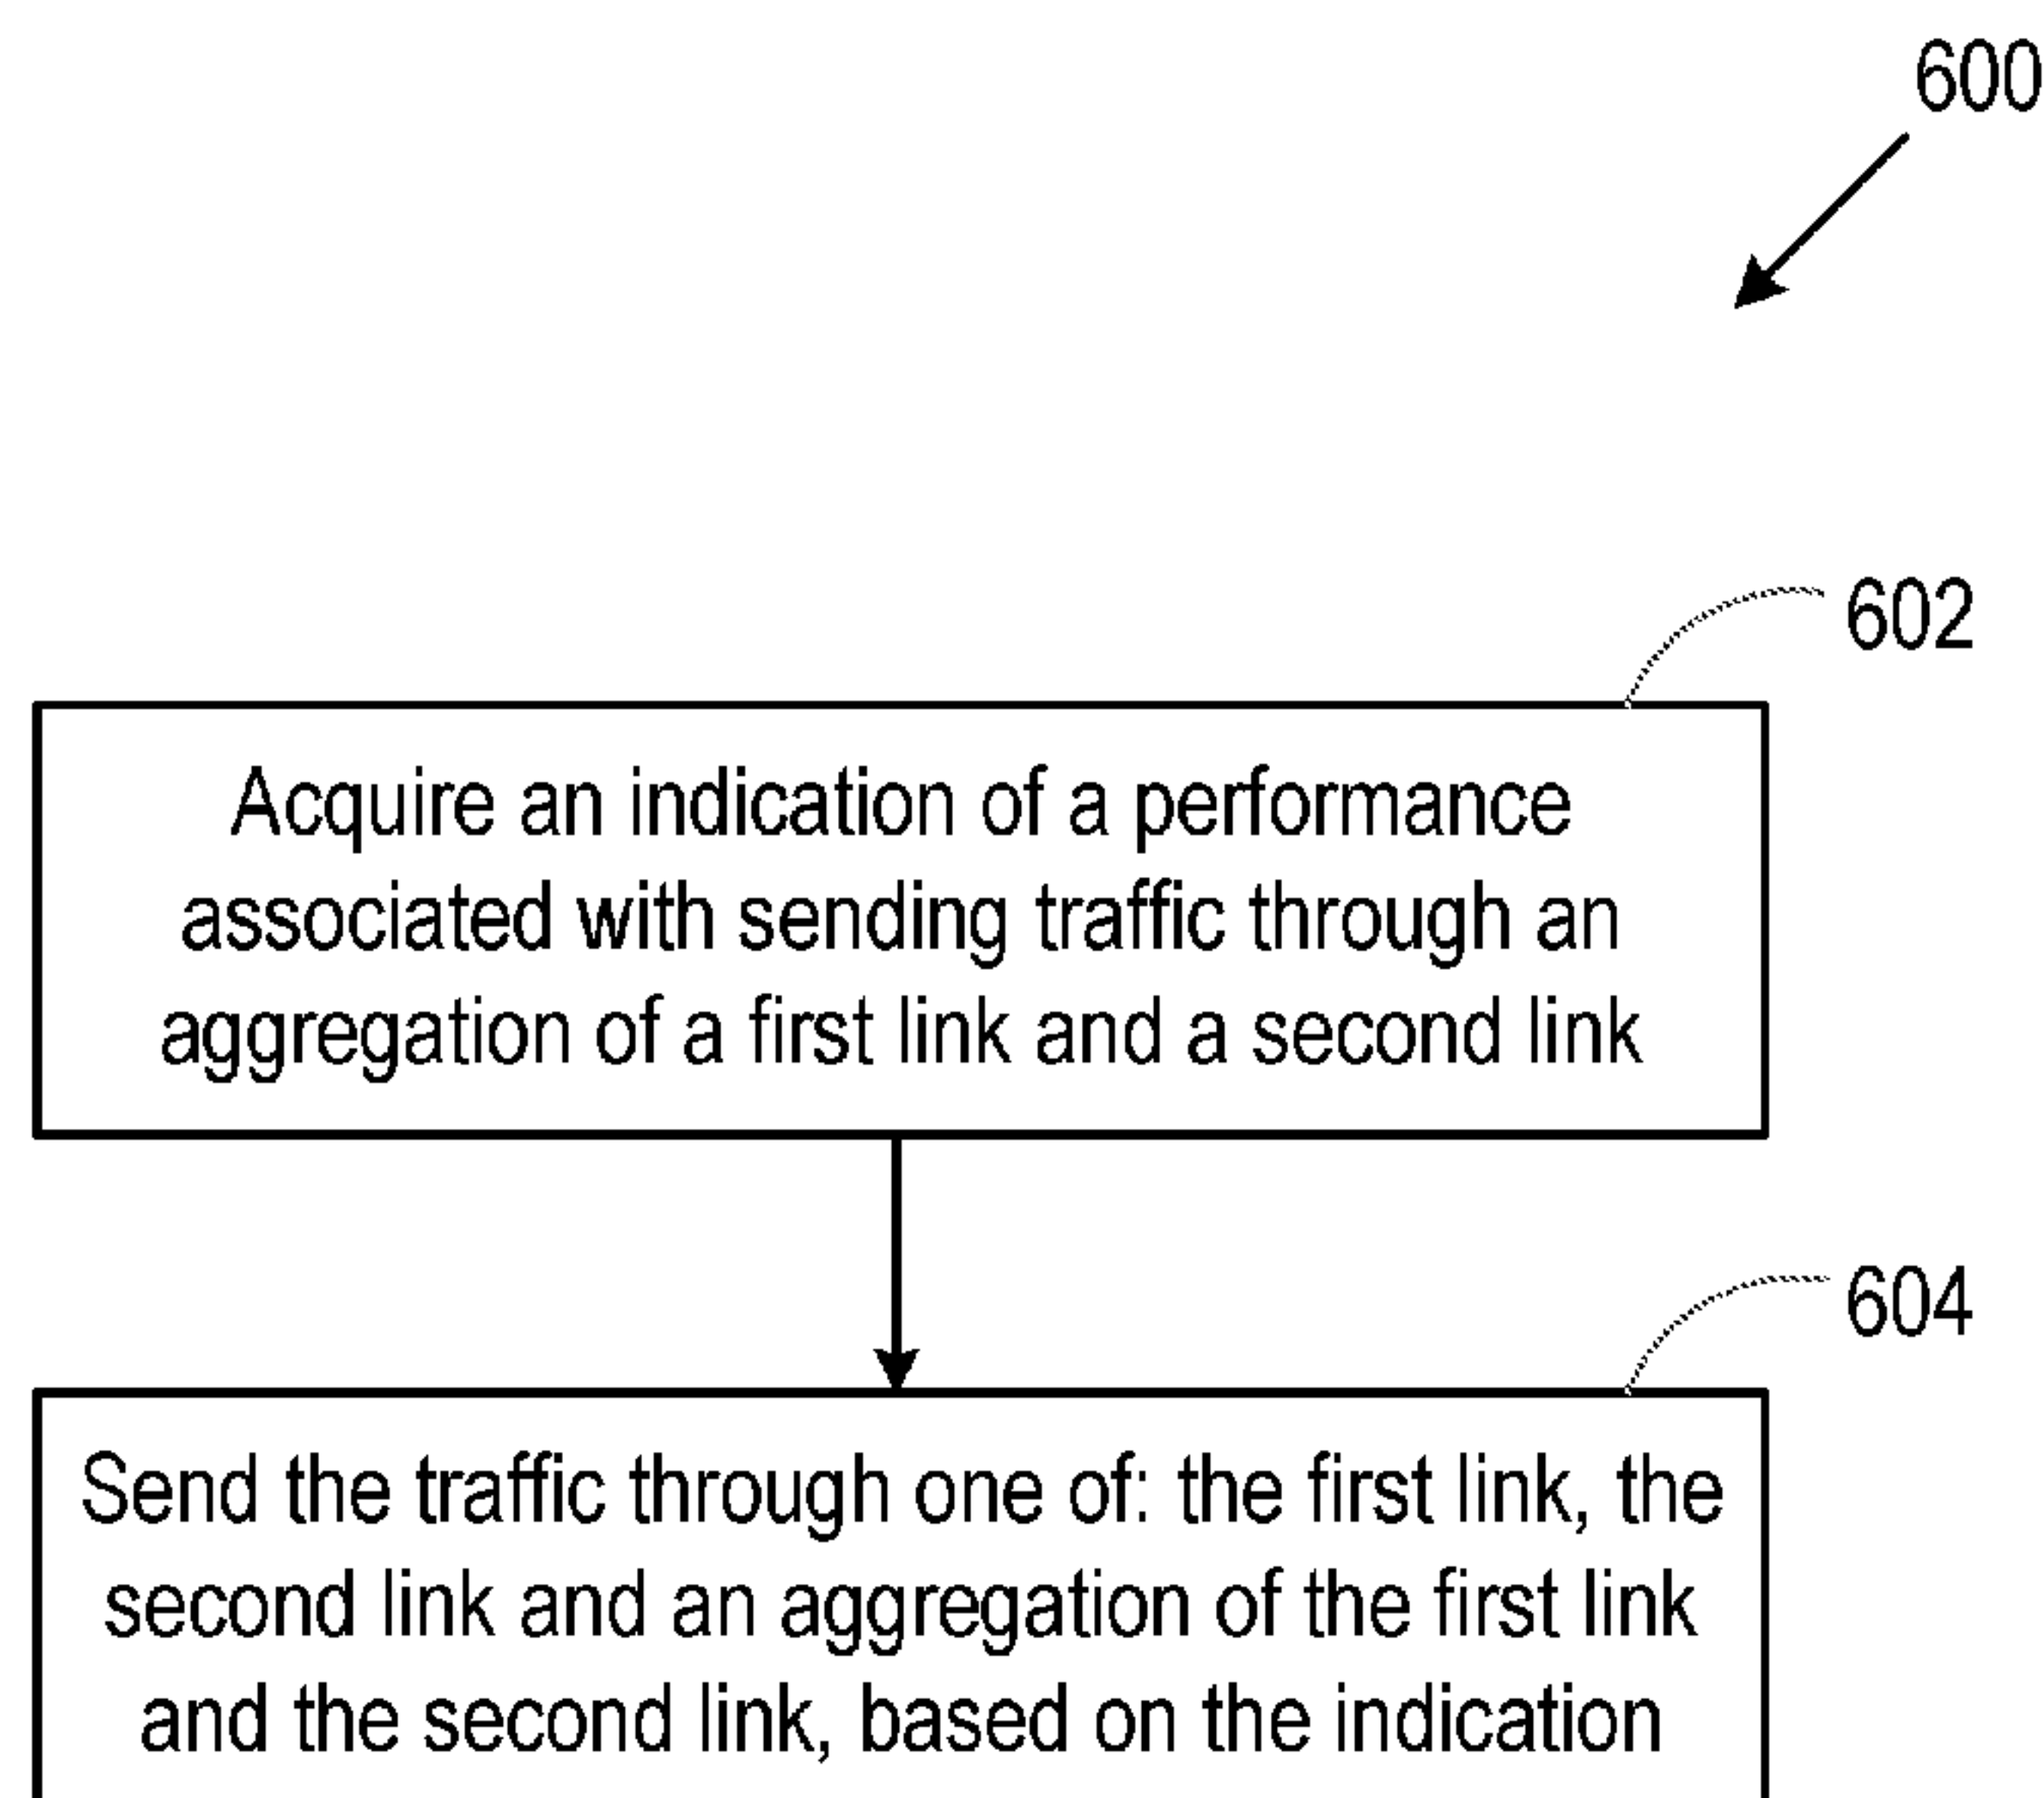 600
602
Acquire an indication of a performance
associated with sending traffic through an
aggregation of a first link and a second link
604
Send the traffic through one of: the first link, the
second link and an aggregation of the first link
and the second link, based on the indication